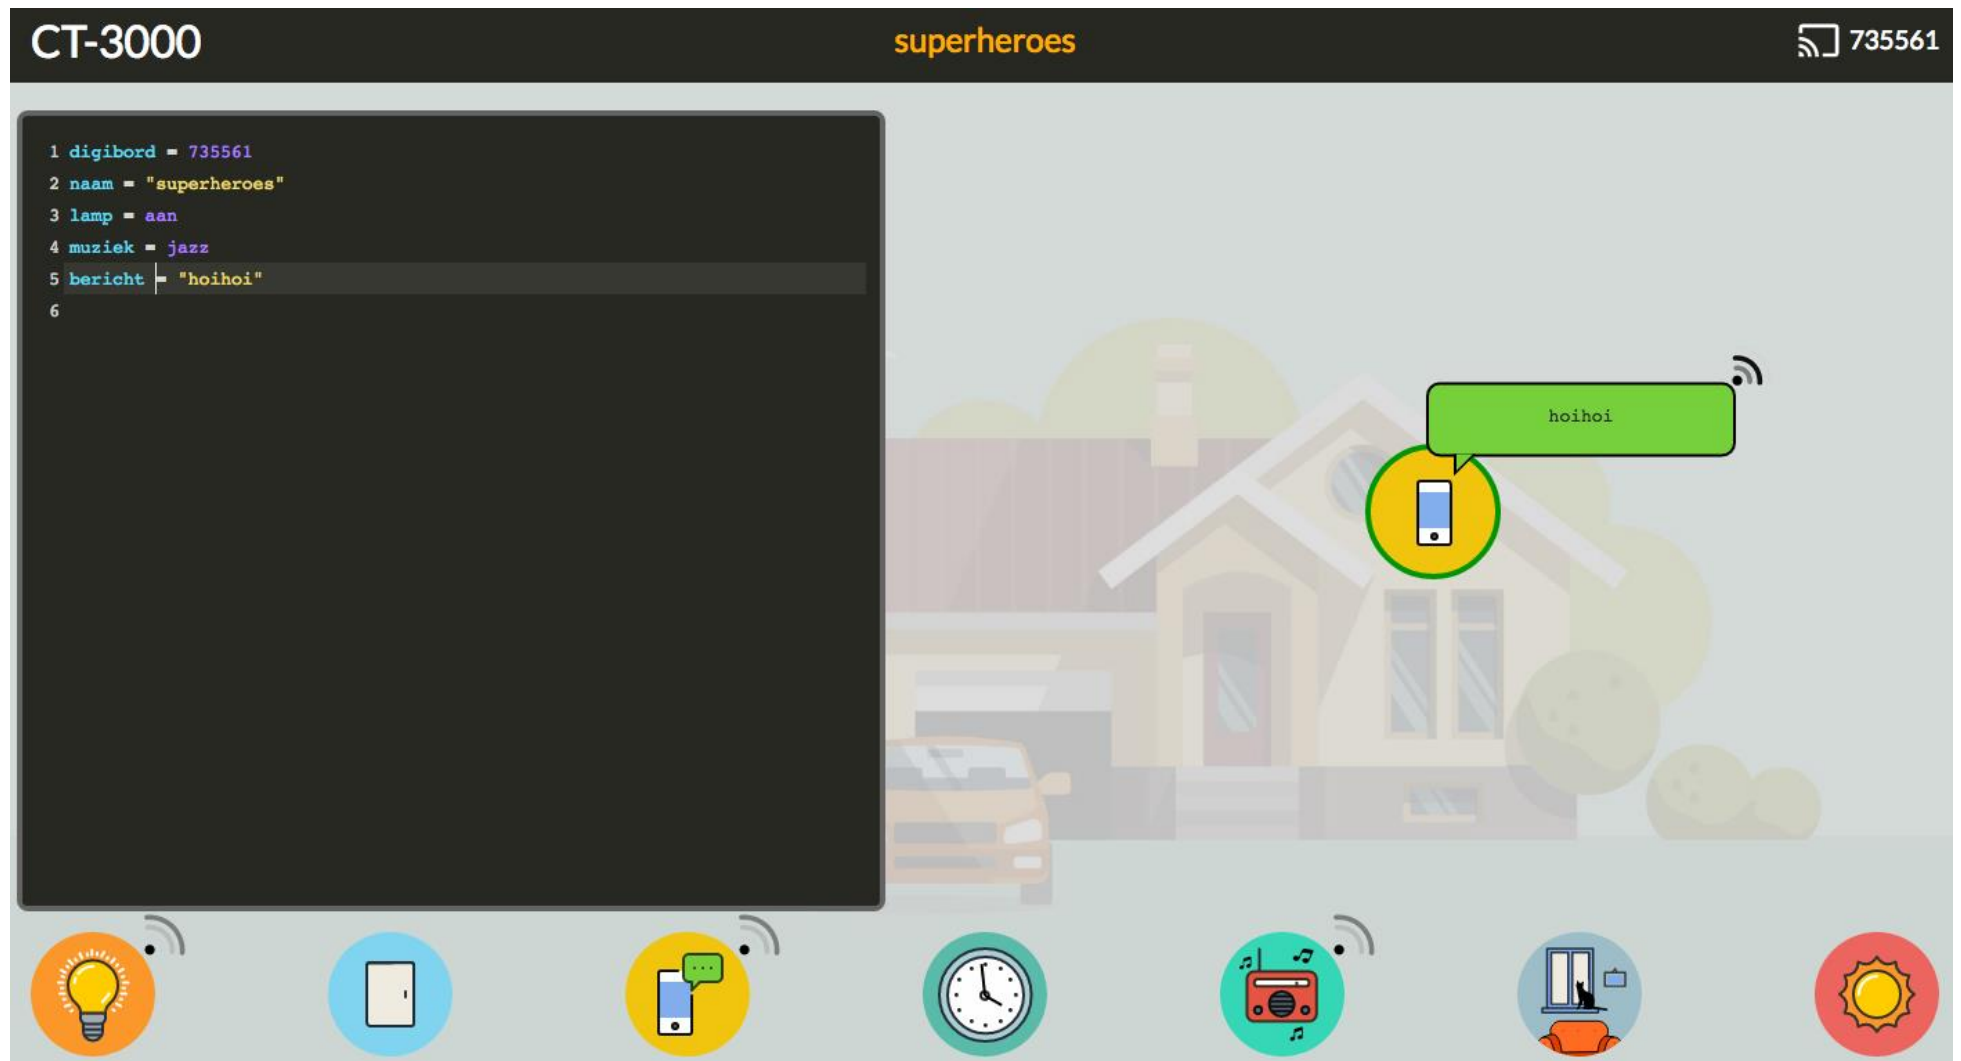 CT-3000
superheroes
735561
1 digibord = 735561
2 naam = "superheroes"
3 lamp = aan
4 muziek = jazz
5 bericht = "hoihoi"
6
hoihoi